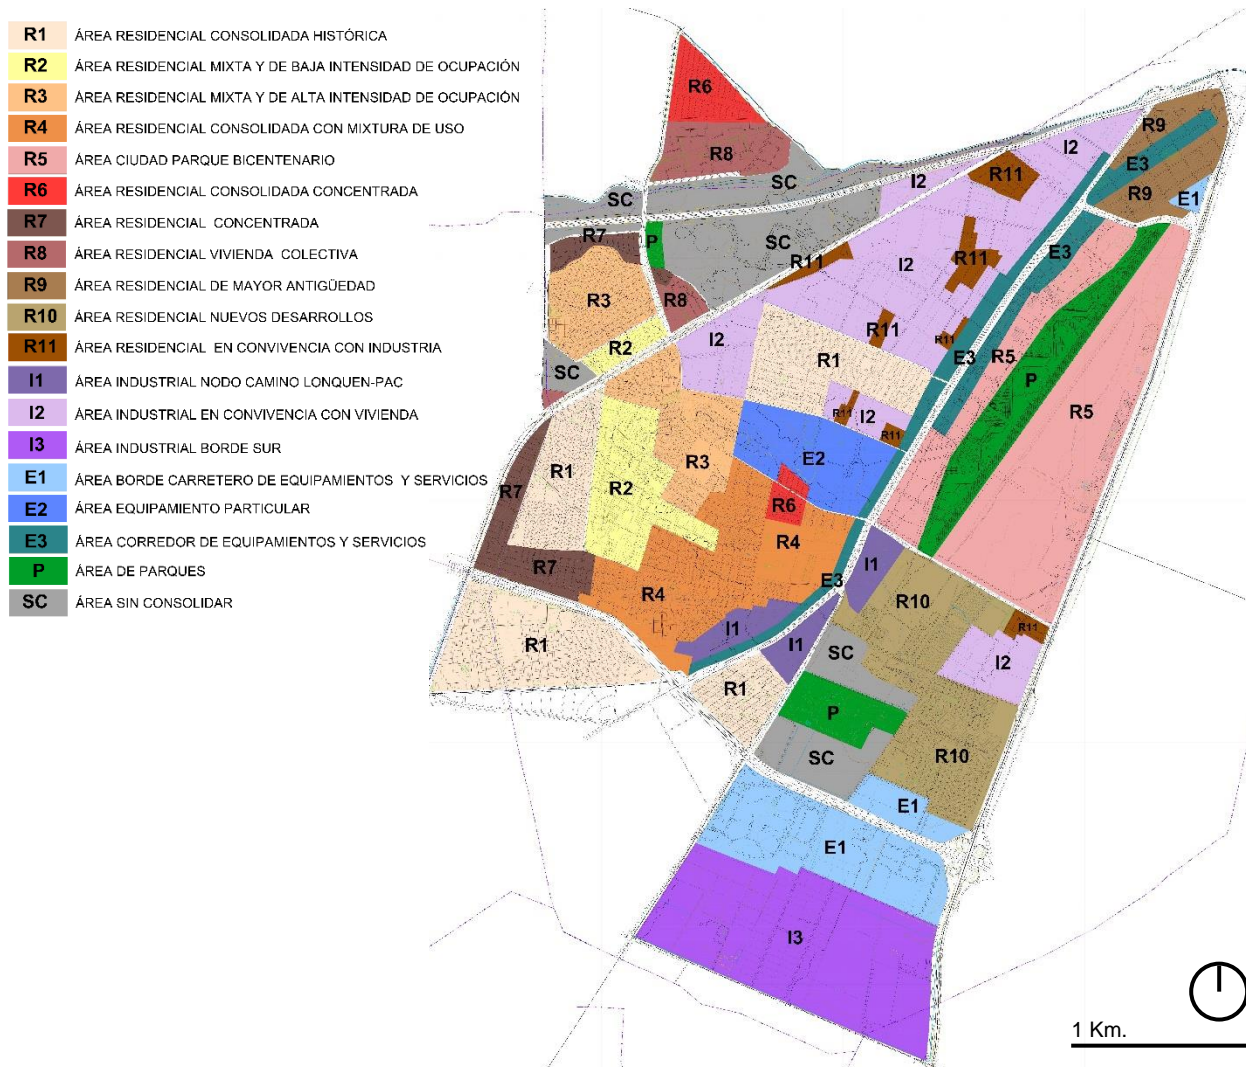 R1 ÁREA RESIDENCIAL CONSOLIDADA HISTÓRICA
R2 ÁREA RESIDENCIAL MIXTA Y DE BAJA INTENSIDAD DE OCUPACIÓN
R3 ÁREA RESIDENCIAL MIXTA Y DE ALTA INTENSIDAD DE OCUPACIÓN
R4 ÁREA RESIDENCIAL CONSOLIDADA CON MIXTURA DE USO
R5 ÁREA CIUDAD PARQUE BICENTENARIO
R6 ÁREA RESIDENCIAL CONSOLIDADA CONCENTRADA
R7 ÁREA RESIDENCIAL CONCENTRADA
R8 ÁREA RESIDENCIAL VIVIENDA COLECTIVA
R9 ÁREA RESIDENCIAL DE MAYOR ANTIGÜEDAD
R10 ÁREA RESIDENCIAL NUEVOS DESARROLLOS
R11 ÁREA RESIDENCIAL EN CONVIVENCIA CON INDUSTRIA
I1 ÁREA INDUSTRIAL NODO CAMINO LONQUEN-PAC
I2 ÁREA INDUSTRIAL EN CONVIVENCIA CON VIVIENDA
I3 ÁREA INDUSTRIAL BORDE SUR
E1 ÁREA BORDE CARRETERO DE EQUIPAMIENTOS Y SERVICIOS
E2 ÁREA EQUIPAMIENTO PARTICULAR
E3 ÁREA CORREDOR DE EQUIPAMIENTOS Y SERVICIOS
P ÁREA DE PARQUES
SC ÁREA SIN CONSOLIDAR
R6
R9
R8
I2
E3
R11
SC
I2
R9
E1
SC
R7
P
SC
E3
R11
R11
I2
R3
R8
R11
R11
I2
R2
R1
E3
R5
SC
P
R5
R11
I2
R11
R1
R3
E2
R2
R7
R6
R4
R7
E3
I1
R4
R10
I1
R11
R1
I1
SC
I2
R1
P
SC
R10
E1
E1
I3
1 Km.